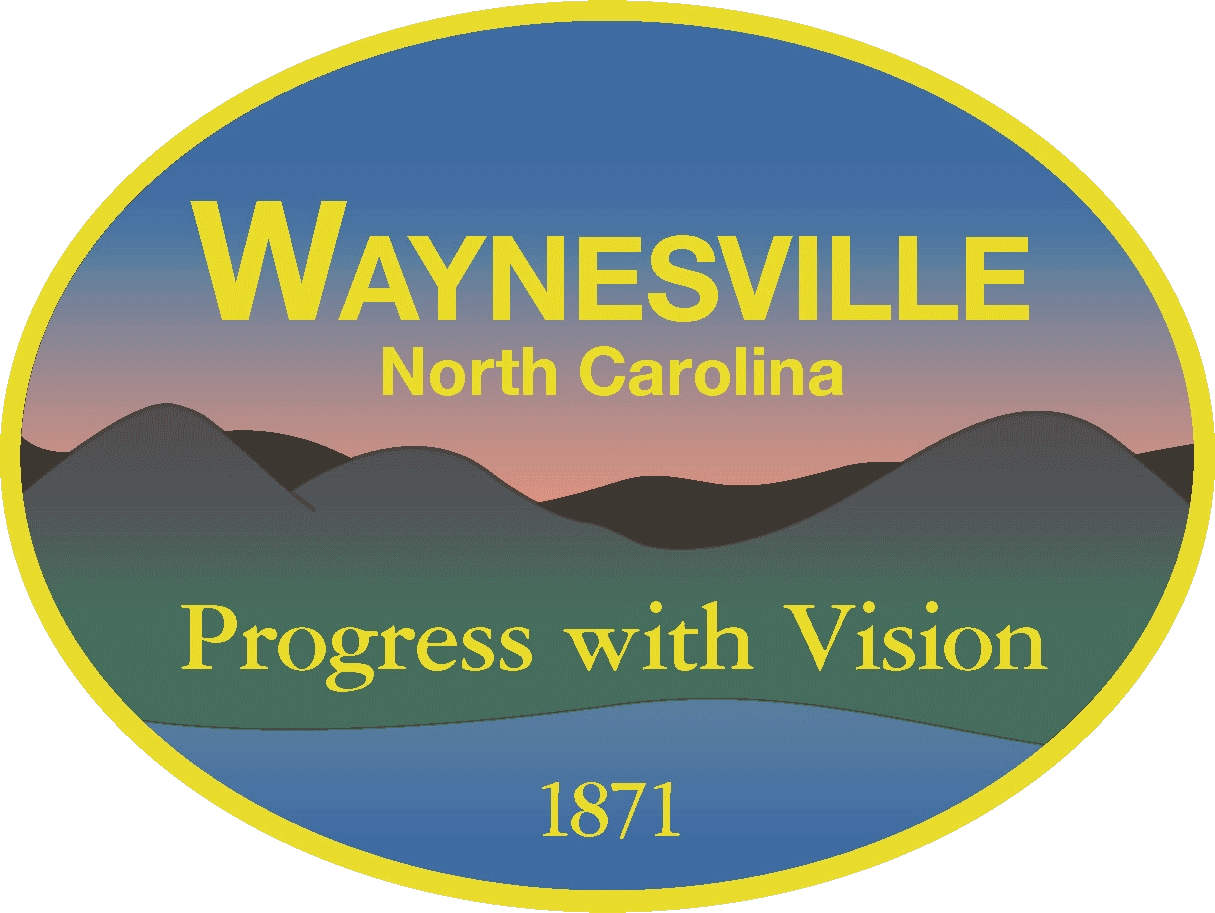 WAYNESVILLE
North Carolina
Progress with Vision
1871